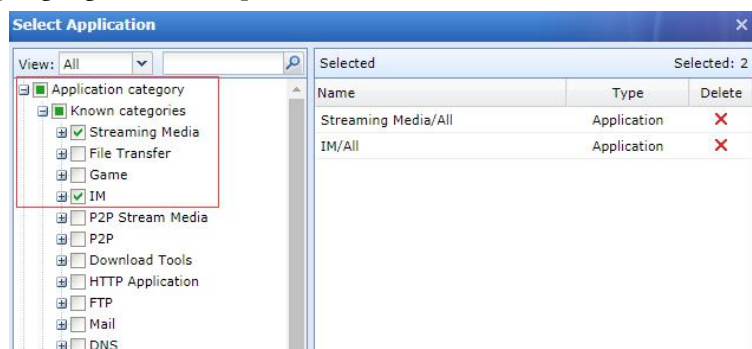 Select Application
View: All
Application category
Known categories
Streaming Media
File Transfer
Game
IM
P2P Stream Media
P2P
Download Tools
HTTP Application
FTP
Mail
DNS
Selected Selected: 2
Name Type Delete
Streaming Media/All Application
IM/All Application